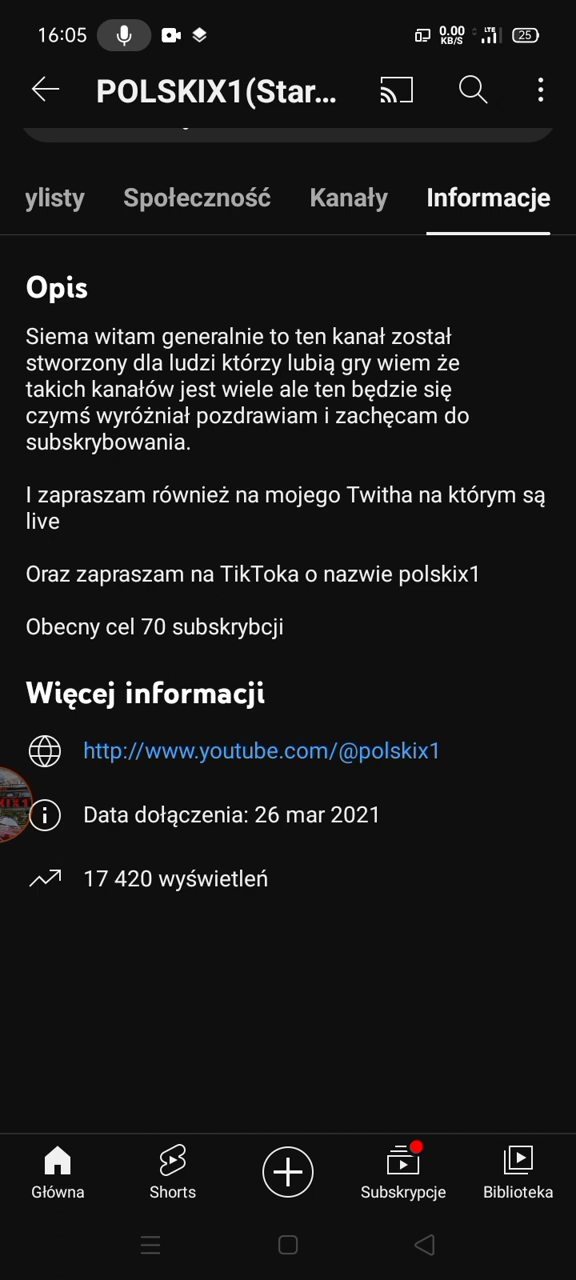 16:05
0.00
KB/S
LTE
25
POLSKIX1(Star...
ylisty Społeczność Kanały Informacje
Opis
Siema witam generalnie to ten kanał został
stworzony dla ludzi którzy lubią gry wiem że
takich kanałów jest wiele ale ten będzie się
czymś wyróżniał pozdrawiam i zachęcam do
subskrybowania.
I zapraszam również na mojego Twitha na którym są
live
Oraz zapraszam na TikToka o nazwie polskix1
Obecny cel 70 subskrybcji
Więcej informacji
http://www.youtube.com/@polskix1
Data dołączenia: 26 mar 2021
17 420 wyświetleń
Główna Shorts Subskrypcje Biblioteka